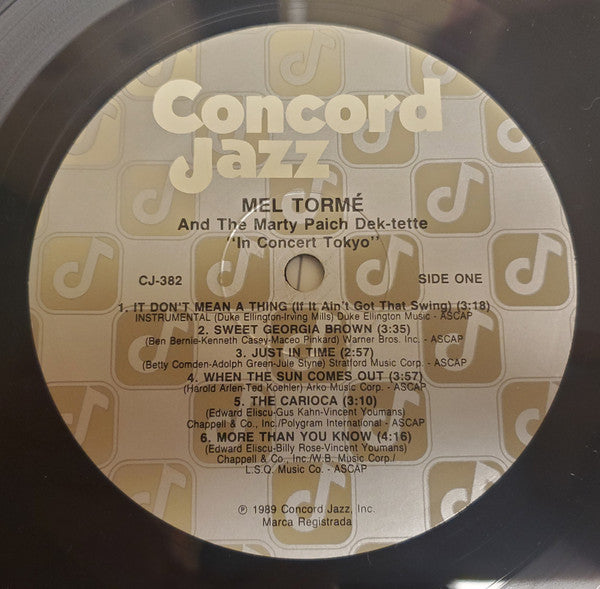 Concord
Jazz
MEL TORMÉ
And The Marty Paich Dek-tette
"In Concert Tokyo"
CJ-382
SIDE ONE
1. IT DON'T MEAN A THING (If It Ain't Got That Swing) (3:18)
INSTRUMENTAL (Duke Ellington-Irving Mills) Duke Ellington Music - ASCAP
2. SWEET GEORGIA BROWN (3:35)
(Ben Bernie-Kenneth Casey-Maceo Pinkard) Warner Bros. Inc. - ASCAP
3. JUST IN TIME (2:57)
(Betty Comden-Adolph Green-Jule Styne) Stratford Music Corp. - ASCAP
4. WHEN THE SUN COMES OUT (3:57)
(Harold Arlen-Ted Koehler) Arko Music Corp. - ASCAP
5. THE CARIOCA (3:10)
(Edward Eliscu-Gus Kahn-Vincent Youmans)
Chappell & Co., Inc./Polygram International - ASCAP
6. MORE THAN YOU KNOW (4:16)
(Edward Eliscu-Billy Rose-Vincent Youmans)
Chappell & Co., Inc./W.B. Music Corp./
L.S.Q. Music Co. - ASCAP
℗ 1989 Concord Jazz, Inc.
Marca Registrada